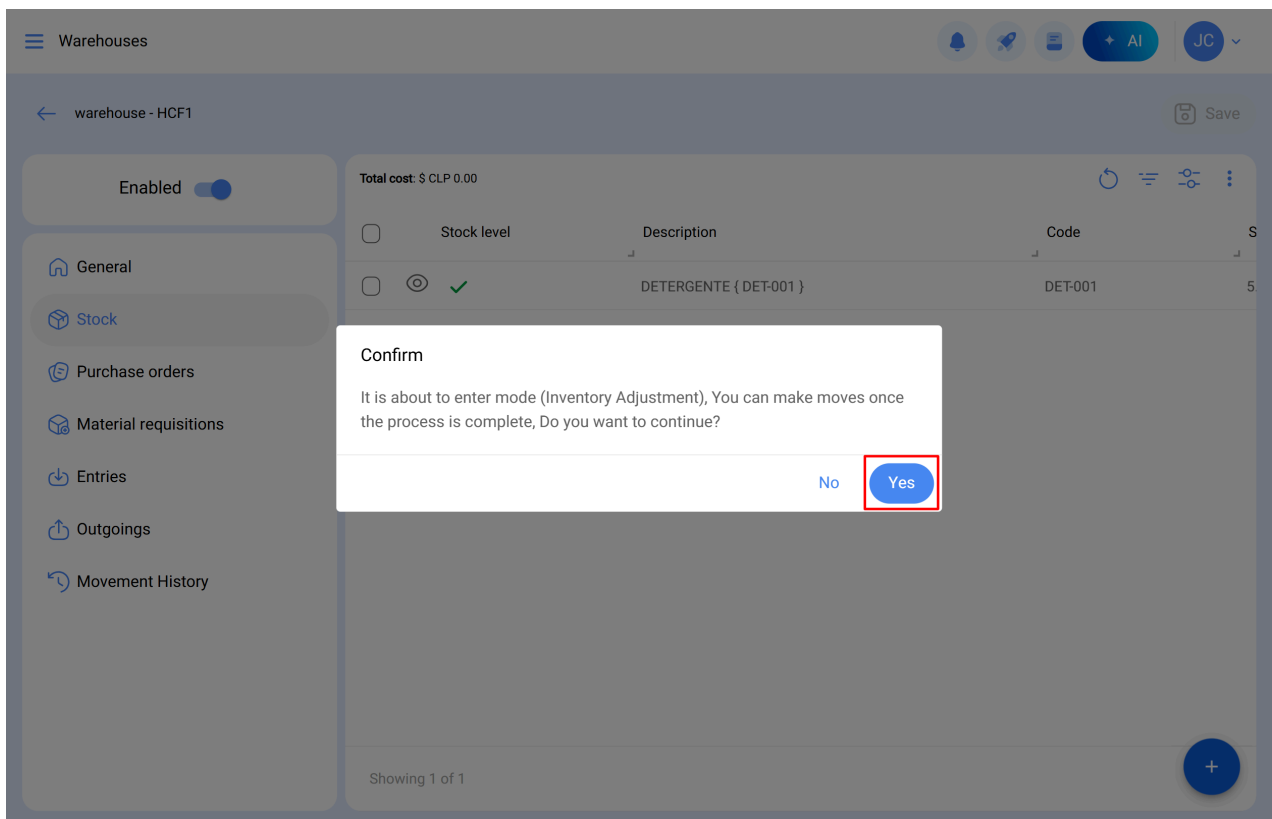 Warehouses
AI
JC
warehouse - HCF1
Save
Enabled
Total cost: $ CLP 0.00
General
Stock
Purchase orders
Material requisitions
Entries
Outgoings
Movement History
Stock level
Description
Code
S
DETERGENTE { DET-001 }
DET-001
5.
Confirm
It is about to enter mode (Inventory Adjustment), You can make moves once
the process is complete, Do you want to continue?
No
Yes
Showing 1 of 1